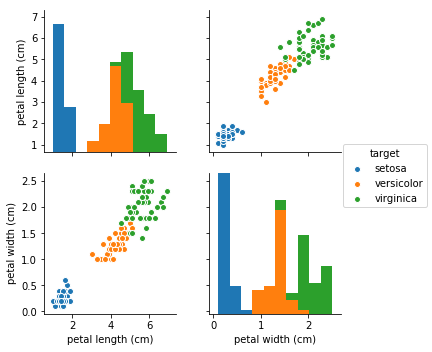 petal length (cm)
7
6
5
4
3
2
1
target
setosa
versicolor
virginica
petal width (cm)
2.5
2.0
1.5
1.0
0.5
0.0
2 4 6
petal length (cm)
0 1 2
petal width (cm)